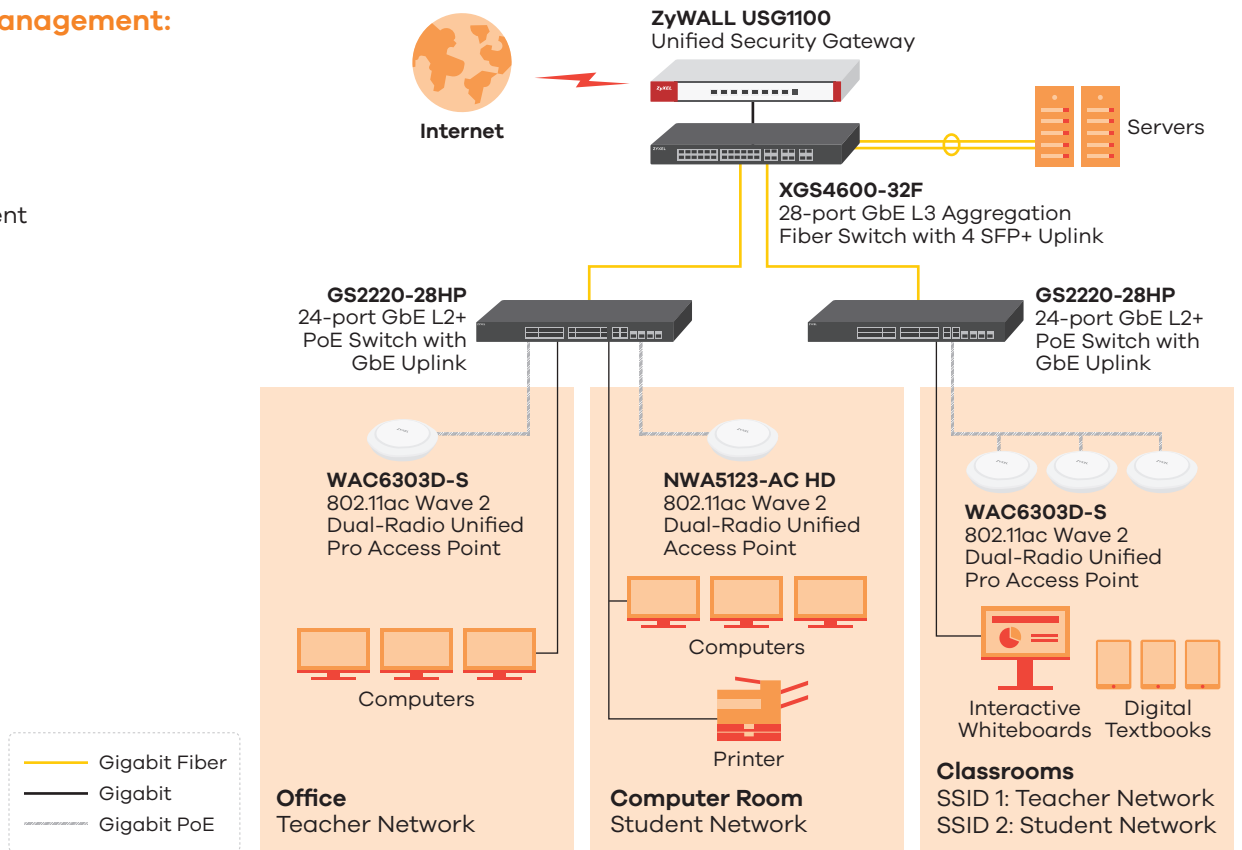 anagement:
ent
ZyWALL USG1100
Unified Security Gateway
ZyXEL
Internet
ZYXEL
Servers
XGS4600-32F
28-port GbE L3 Aggregation
Fiber Switch with 4 SFP+ Uplink
GS2220-28HP
24-port GbE L2+
PoE Switch with
GbE Uplink
GS2220-28HP
24-port GbE L2+
PoE Switch with
GbE Uplink
WAC6303D-S
802.11ac Wave 2
Dual-Radio Unified
Pro Access Point
Computers
Office
Teacher Network
NWA5123-AC HD
802.11ac Wave 2
Dual-Radio Unified
Access Point
Computers
Printer
Computer Room
Student Network
WAC6303D-S
802.11ac Wave 2
Dual-Radio Unified
Pro Access Point
Interactive
Whiteboards
Digital
Textbooks
Classrooms
SSID 1: Teacher Network
SSID 2: Student Network
Gigabit Fiber
Gigabit
Gigabit PoE